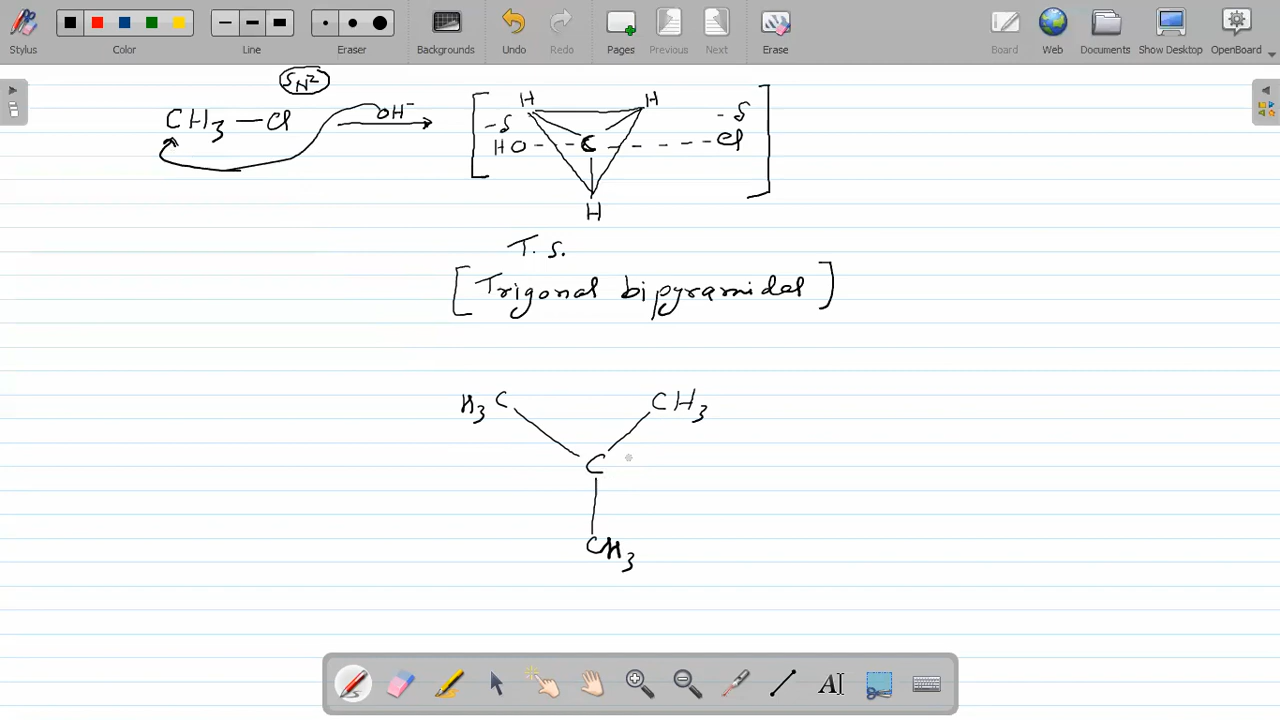 Stylus Color Line Eraser Backgrounds Undo Redo Pages Previous Next Erase Board Web Documents Show Desktop OpenBoard
SN2
CH3 — Cl OH⁻
H H
-δ -δ
HO ---C--- Cl
H
T.S.
[Trigonal bipyramidal]
H3C CH3
C
CH3
AI